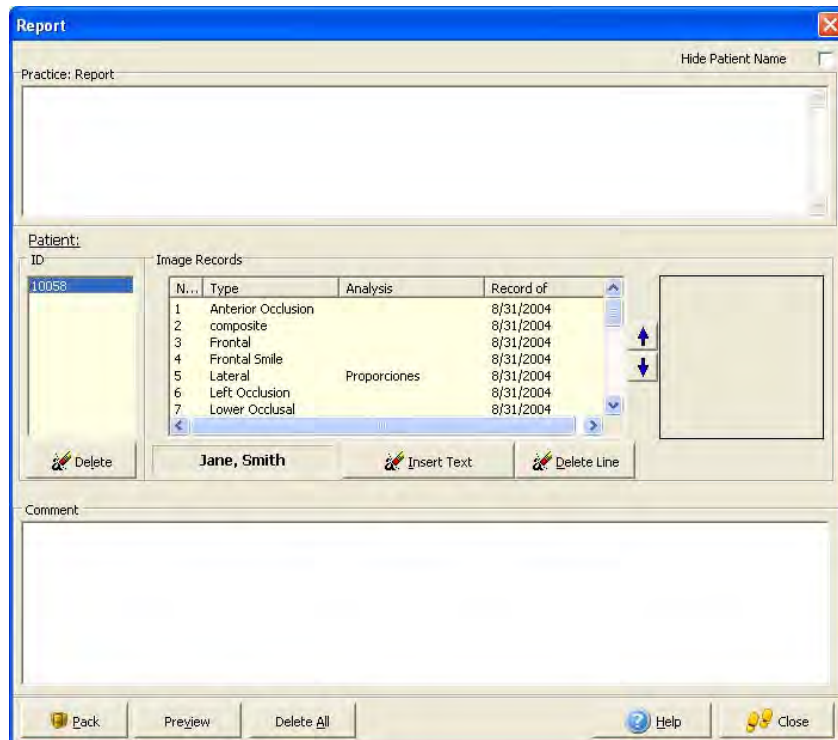 Report
Hide Patient Name
Practice: Report
Patient:
ID
Image Records
10058
N... Type Analysis Record of
1 Anterior Occlusion 8/31/2004
2 composite 8/31/2004
3 Frontal 8/31/2004
4 Frontal Smile 8/31/2004
5 Lateral Proporciones 8/31/2004
6 Left Occlusion 8/31/2004
7 Lower Occlusal 8/31/2004
Delete
Jane, Smith
Insert Text
Delete Line
Comment
Pack
Preview
Delete All
Help
Close